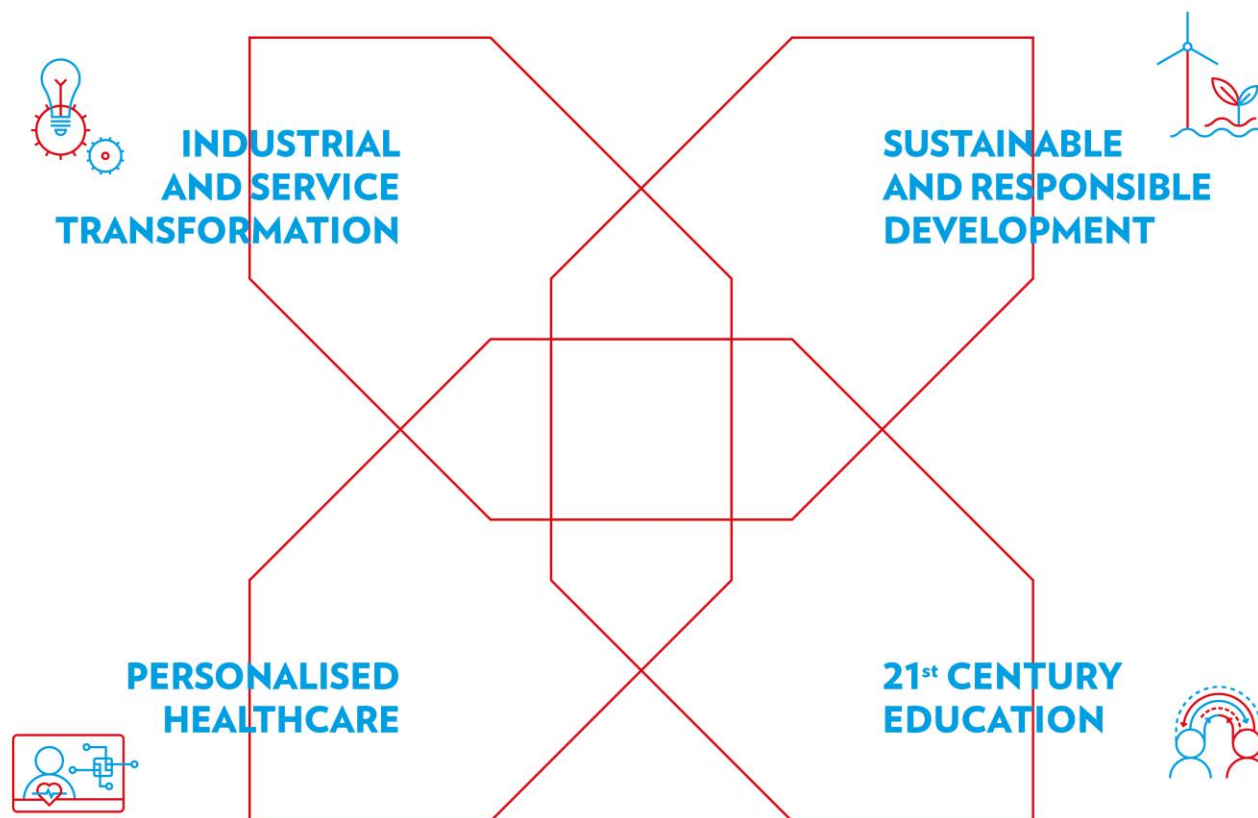 INDUSTRIAL
AND SERVICE
TRANSFORMATION
SUSTAINABLE
AND RESPONSIBLE
DEVELOPMENT
PERSONALISED
HEALTHCARE
21st CENTURY
EDUCATION